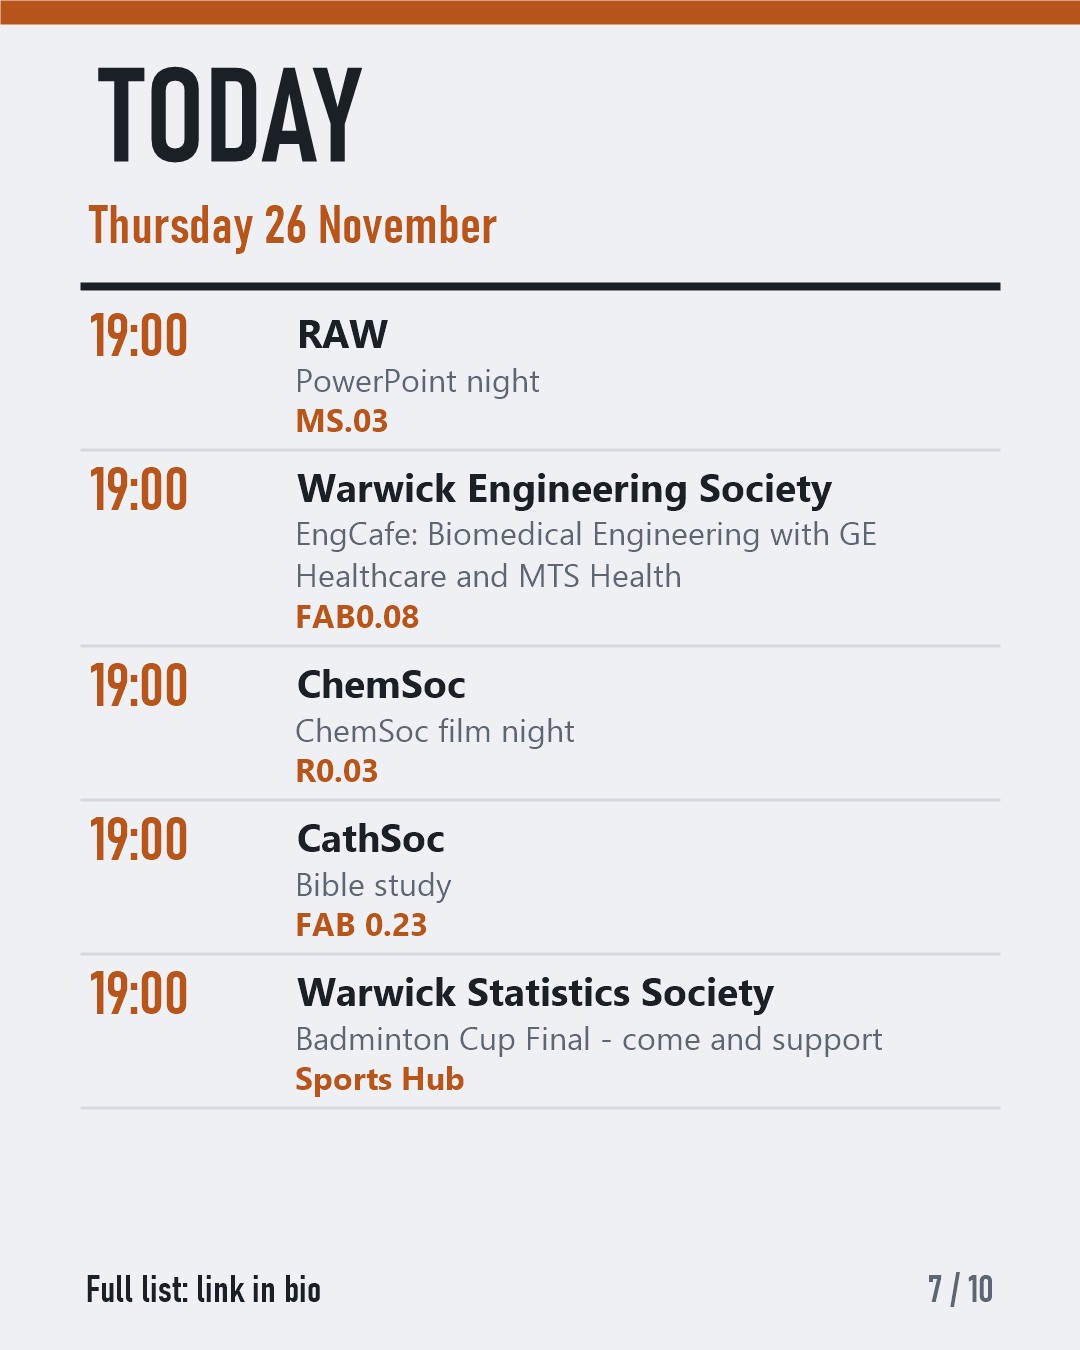 TODAY
Thursday 26 November
19:00
RAW
PowerPoint night
MS.03
19:00
Warwick Engineering Society
EngCafe: Biomedical Engineering with GE
Healthcare and MTS Health
FAB0.08
19:00
ChemSoc
ChemSoc film night
R0.03
19:00
CathSoc
Bible study
FAB 0.23
19:00
Warwick Statistics Society
Badminton Cup Final - come and support
Sports Hub
Full list: link in bio
7 / 10